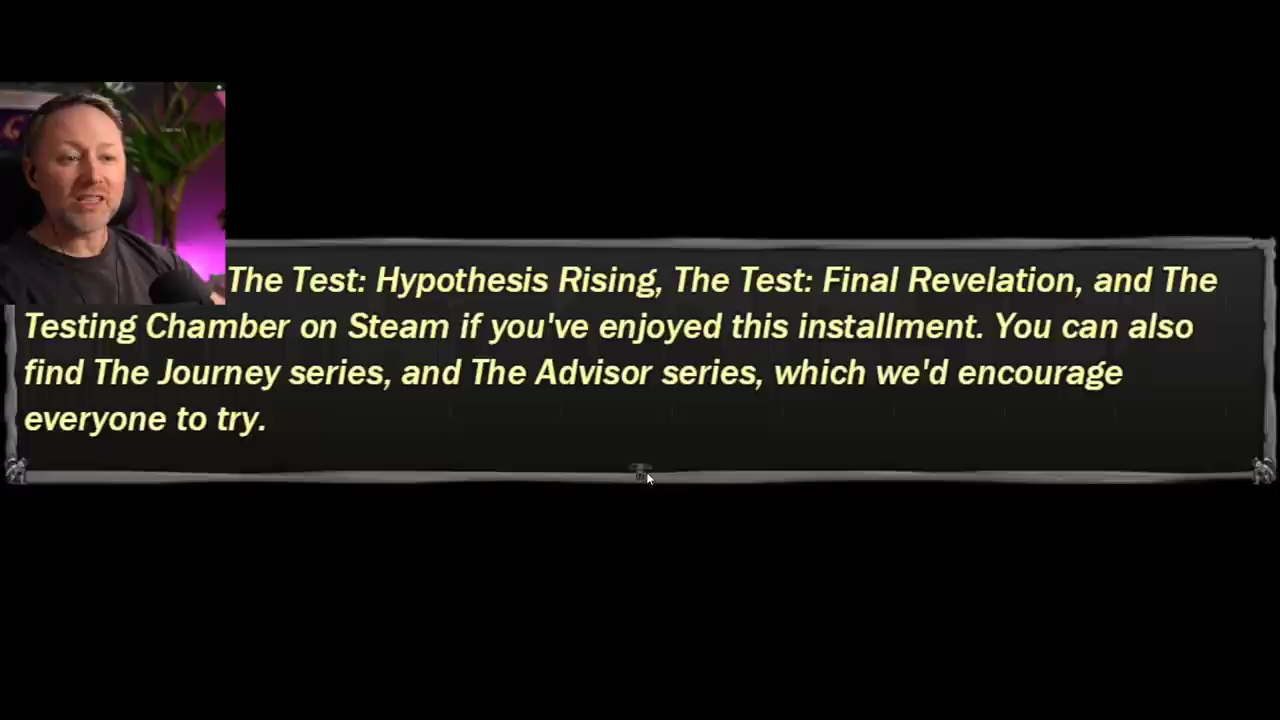 The Test: Hypothesis Rising, The Test: Final Revelation, and The
Testing Chamber on Steam if you've enjoyed this installment. You can also
find The Journey series, and The Advisor series, which we'd encourage
everyone to try.